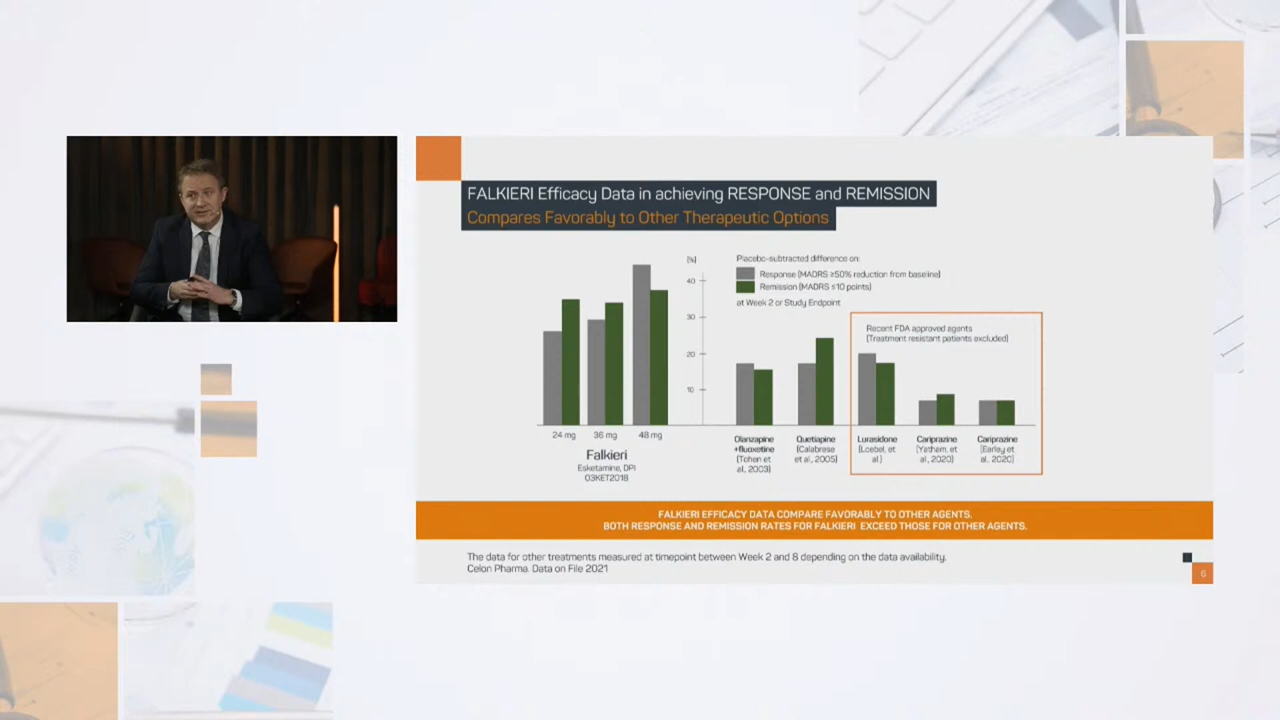 FALKIERI Efficacy Data in achieving RESPONSE and REMISSION
Compares Favorably to Other Therapeutic Options
[%]
40
30
20
10
Placebo-subtracted difference on:
Response (MADRS ≥50% reduction from baseline)
Remission (MADRS ≤10 points)
at Week 2 or Study Endpoint
Recent FDA approved agents
(Treatment resistant patients excluded)
24 mg
36 mg
48 mg
Falkieri
Esketamine, DPI
03KET2018
Olanzapine
+fluoxetine
(Tohen et
al., 2003)
Quetiapine
(Calabrese
et al., 2005)
Lurasidone
(Loebel, et
al.)
Cariprazine
(Yatham, et
al., 2020)
Cariprazine
(Earley et
al. 2020)
FALKIERI EFFICACY DATA COMPARE FAVORABLY TO OTHER AGENTS.
BOTH RESPONSE AND REMISSION RATES FOR FALKIERI EXCEED THOSE FOR OTHER AGENTS.
The data for other treatments measured at timepoint between Week 2 and 8 depending on the data availability.
Celon Pharma. Data on File 2021
6